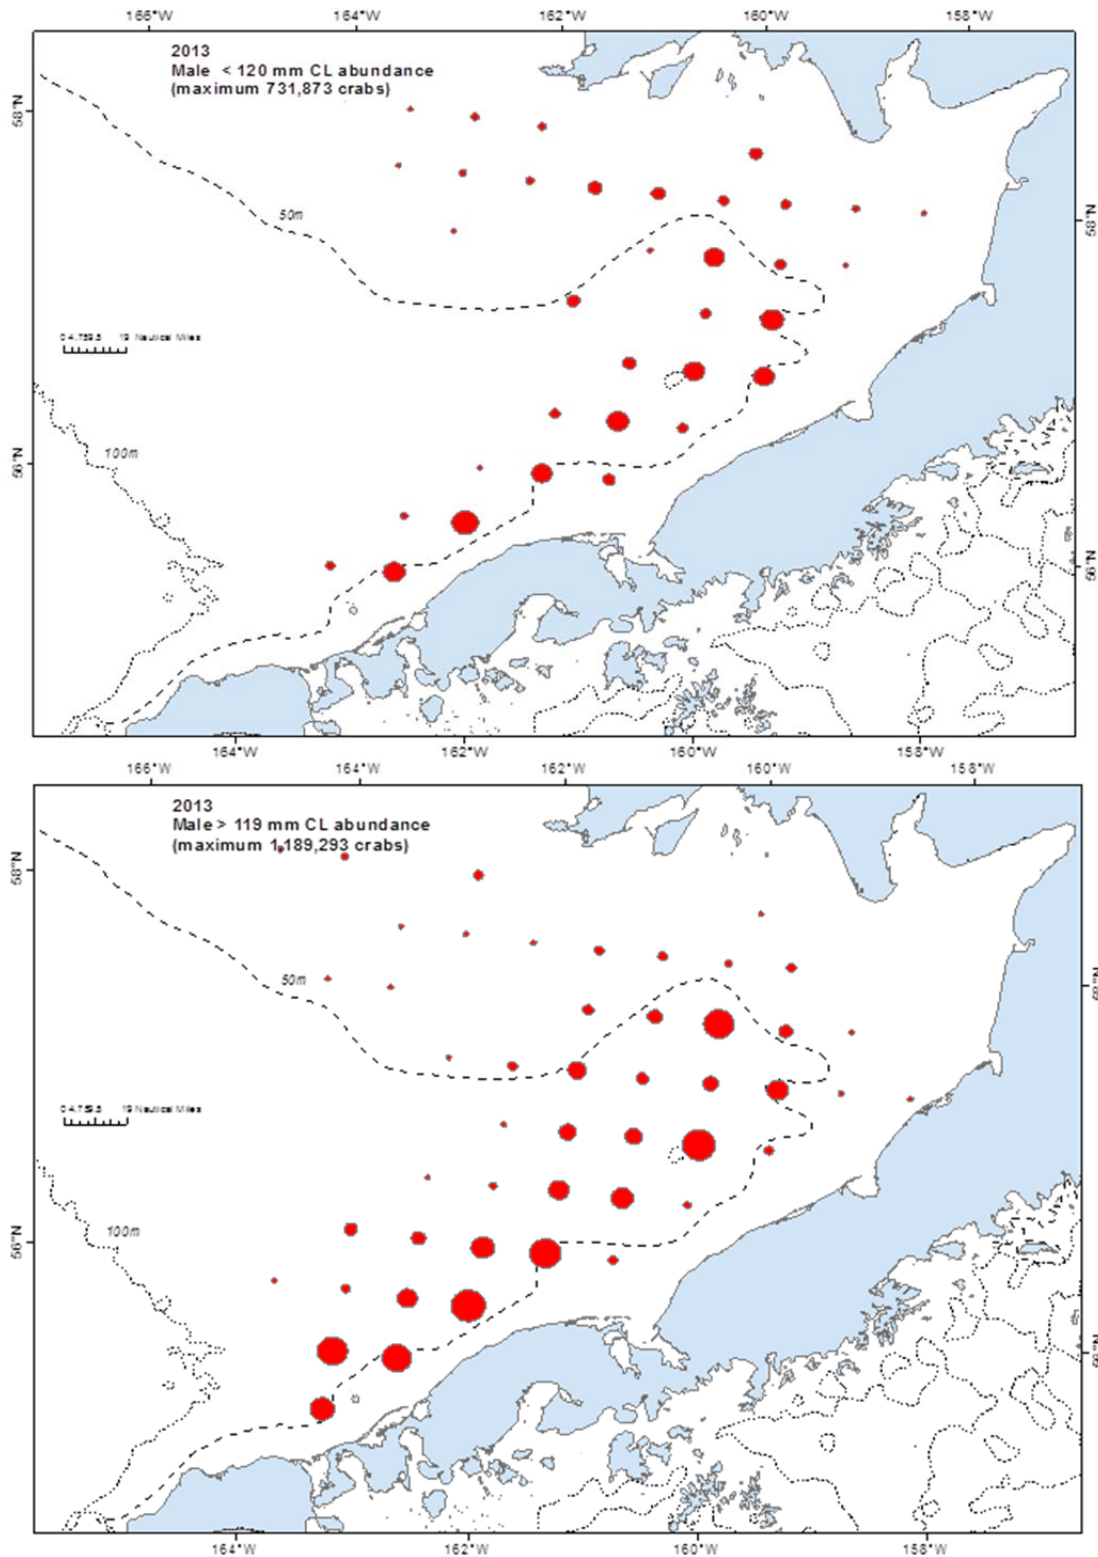 166°W 164°W 162°W 160°W 158°W
2013
Male < 120 mm CL abundance
(maximum 731,873 crabs)
58°N
58°N
50m
19 Nautical Miles
100m
56°N
56°N
164°W 162°W 160°W 158°W
166°W 164°W 162°W 160°W 158°W
2013
Male > 119 mm CL abundance
(maximum 1,189,293 crabs)
58°N
58°N
50m
19 Nautical Miles
100m
56°N
56°N
164°W 162°W 160°W 158°W